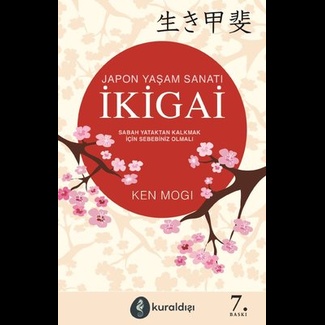 生き甲斐
JAPON YAŞAM SANATI
İKİGAİ
SABAH YATAKTAN KALKMAK
İÇİN SEBEBİNİZ OLMALI
KEN MOGI
kuraldışı
7.
BASKI